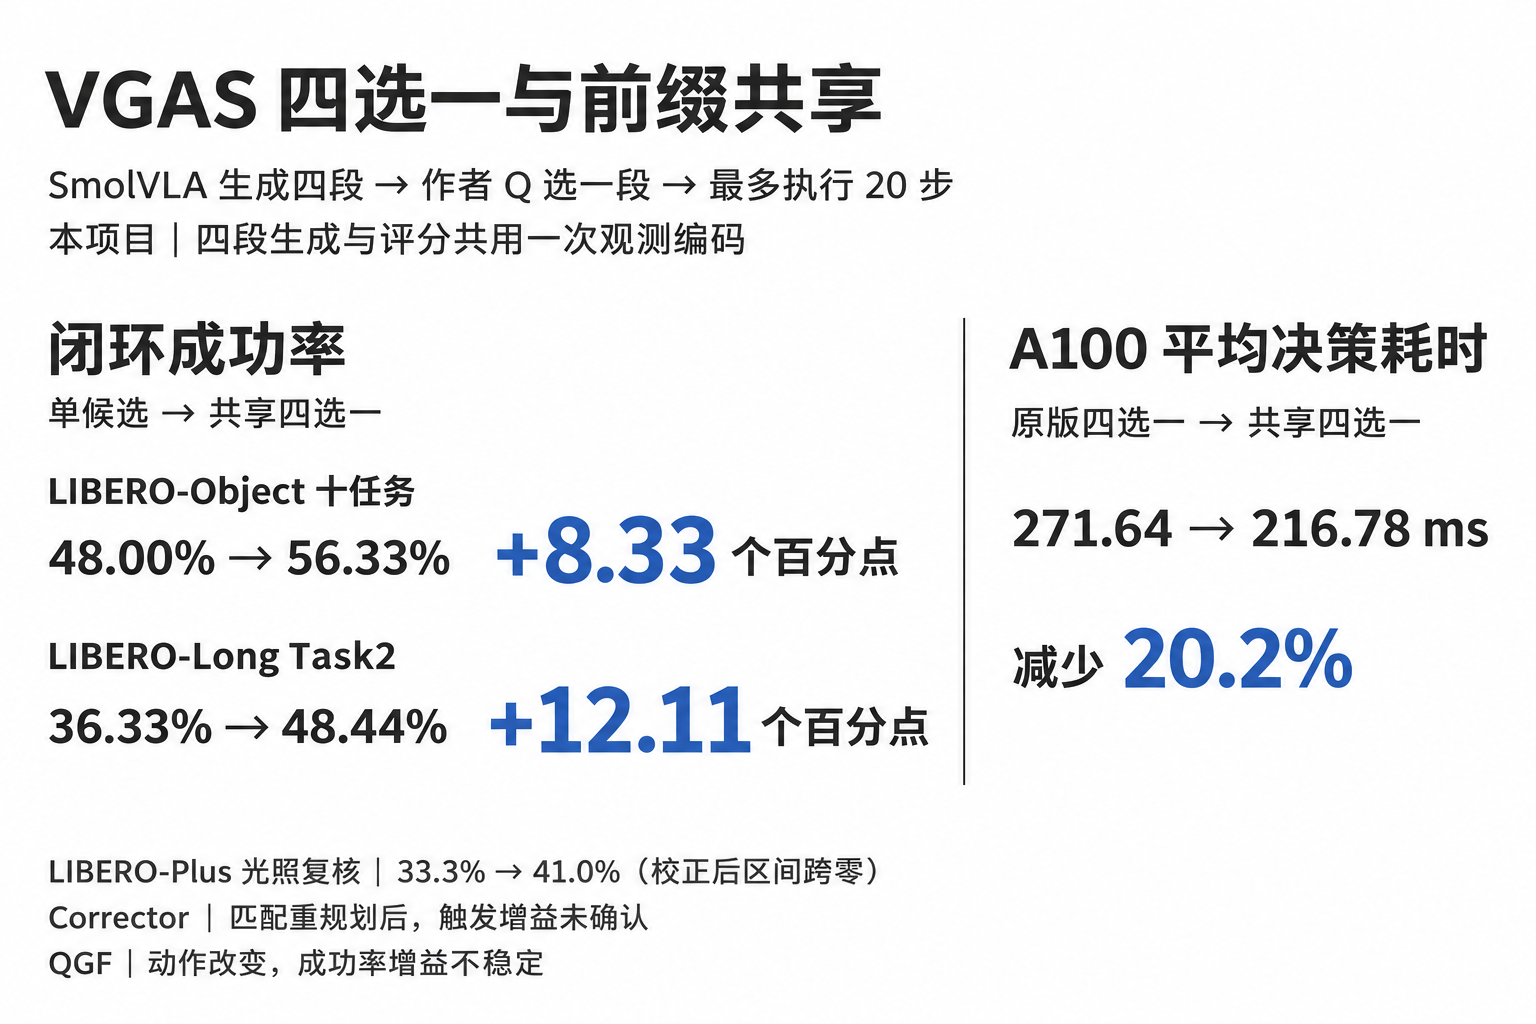 VGAS 四选一与前缀共享
SmolVLA 生成四段 → 作者 Q 选一段 → 最多执行 20 步
本项目｜四段生成与评分共用一次观测编码
闭环成功率
单候选 → 共享四选一
LIBERO-Object 十任务
48.00% → 56.33% +8.33 个百分点
LIBERO-Long Task2
36.33% → 48.44% +12.11 个百分点
A100 平均决策耗时
原版四选一 → 共享四选一
271.64 → 216.78 ms
减少 20.2%
LIBERO-Plus 光照复核｜33.3% → 41.0%（校正后区间跨零）
Corrector｜匹配重规划后，触发增益未确认
QGF｜动作改变，成功率增益不稳定